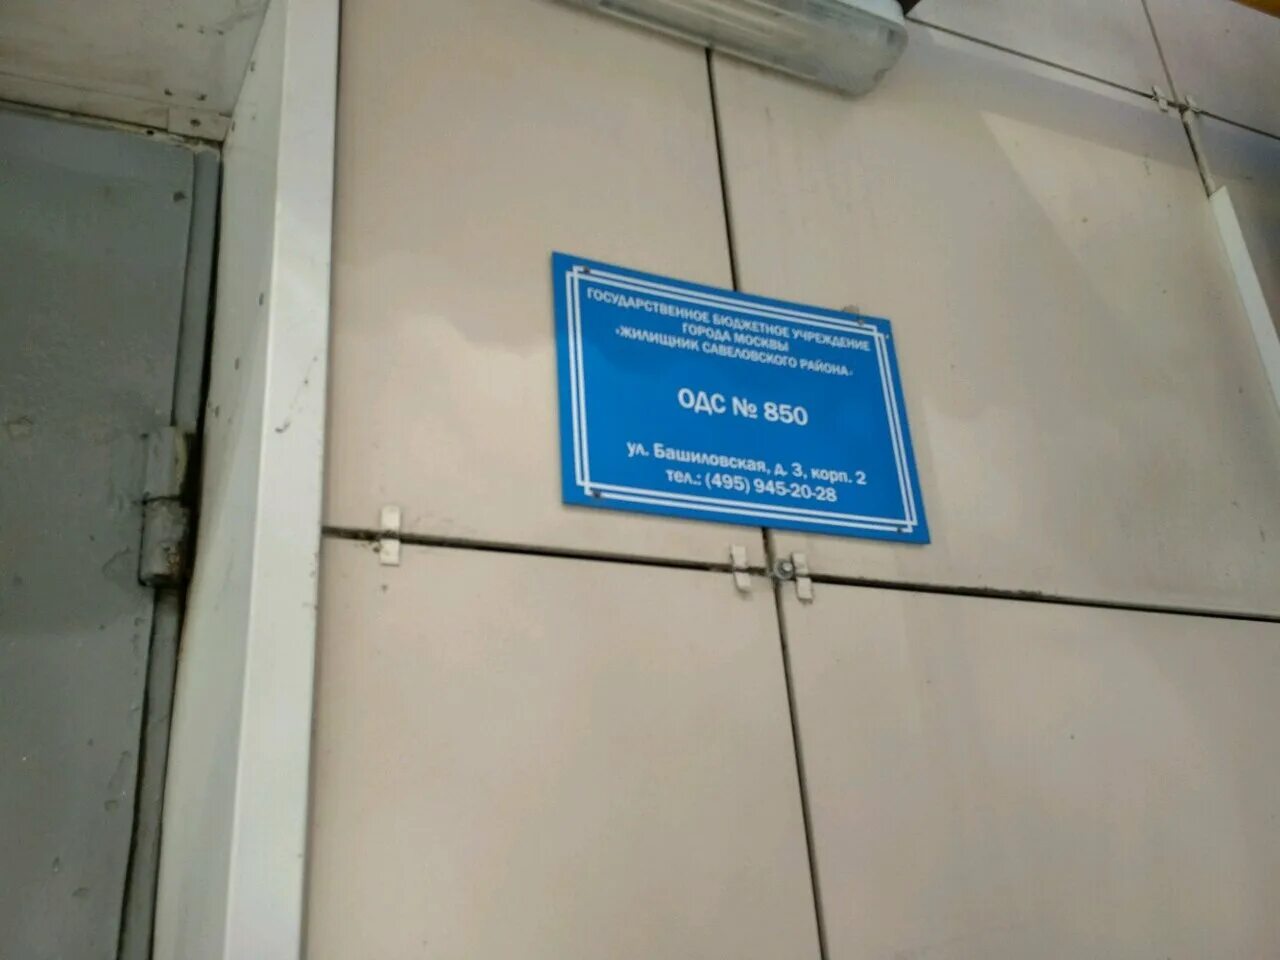 ГОСУДАРСТВЕННОЕ БЮДЖЕТНОЕ УЧРЕЖДЕНИЕ
ГОРОДА МОСКВЫ
«ЖИЛИЩНИК САВЕЛОВСКОГО РАЙОНА»
ОДС № 850
ул. Башиловская, д. 3, корп. 2
тел.: (495) 945-20-28